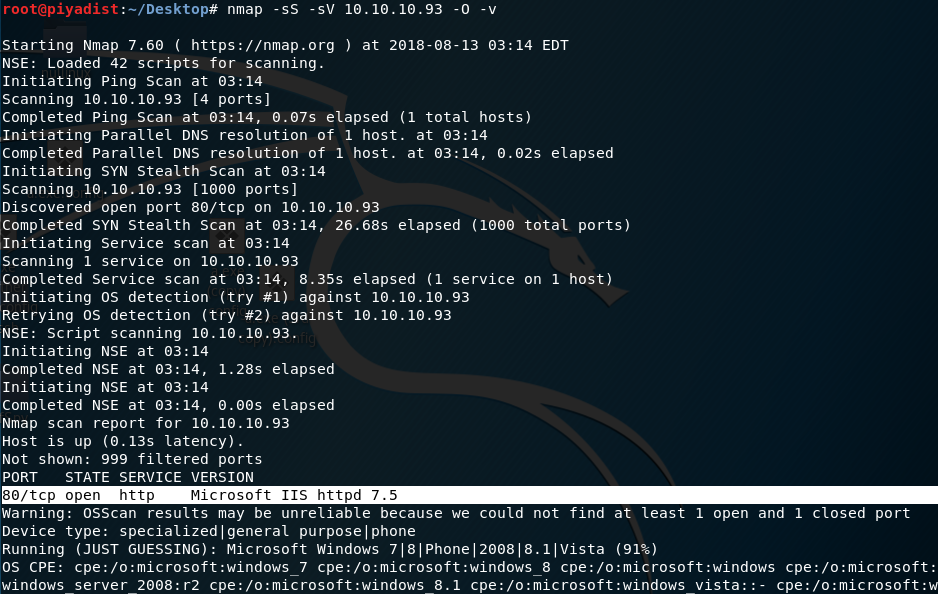 root@piyadist:~/Desktop# nmap -sS -sV 10.10.10.93 -O -v
Starting Nmap 7.60 ( https://nmap.org ) at 2018-08-13 03:14 EDT
NSE: Loaded 42 scripts for scanning.
Initiating Ping Scan at 03:14
Scanning 10.10.10.93 [4 ports]
Completed Ping Scan at 03:14, 0.07s elapsed (1 total hosts)
Initiating Parallel DNS resolution of 1 host. at 03:14
Completed Parallel DNS resolution of 1 host. at 03:14, 0.02s elapsed
Initiating SYN Stealth Scan at 03:14
Scanning 10.10.10.93 [1000 ports]
Discovered open port 80/tcp on 10.10.10.93
Completed SYN Stealth Scan at 03:14, 26.68s elapsed (1000 total ports)
Initiating Service scan at 03:14
Scanning 1 service on 10.10.10.93
Completed Service scan at 03:14, 8.35s elapsed (1 service on 1 host)
Initiating OS detection (try #1) against 10.10.10.93
Retrying OS detection (try #2) against 10.10.10.93
NSE: Script scanning 10.10.10.93.
Initiating NSE at 03:14
Completed NSE at 03:14, 1.28s elapsed
Initiating NSE at 03:14
Completed NSE at 03:14, 0.00s elapsed
Nmap scan report for 10.10.10.93
Host is up (0.13s latency).
Not shown: 999 filtered ports
PORT   STATE SERVICE VERSION
80/tcp open  http    Microsoft IIS httpd 7.5
Warning: OSScan results may be unreliable because we could not find at least 1 open and 1 closed port
Device type: specialized|general purpose|phone
Running (JUST GUESSING): Microsoft Windows 7|8|Phone|2008|8.1|Vista (91%)
OS CPE: cpe:/o:microsoft:windows_7 cpe:/o:microsoft:windows_8 cpe:/o:microsoft:windows cpe:/o:microsoft:
windows_server_2008:r2 cpe:/o:microsoft:windows_8.1 cpe:/o:microsoft:windows_vista::- cpe:/o:microsoft:w